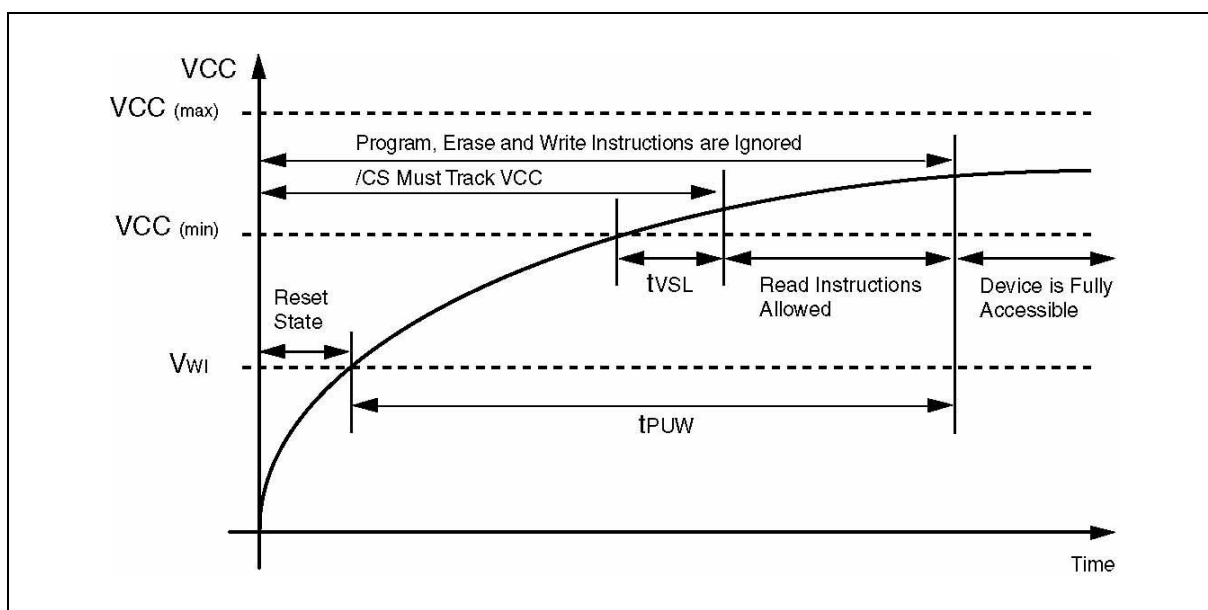 VCC
VCC (max)
Program, Erase and Write Instructions are Ignored
/CS Must Track VCC
VCC (min)
tVSL
Read Instructions
Allowed
Device is Fully
Accessible
Reset
State
VWI
tPUW
Time